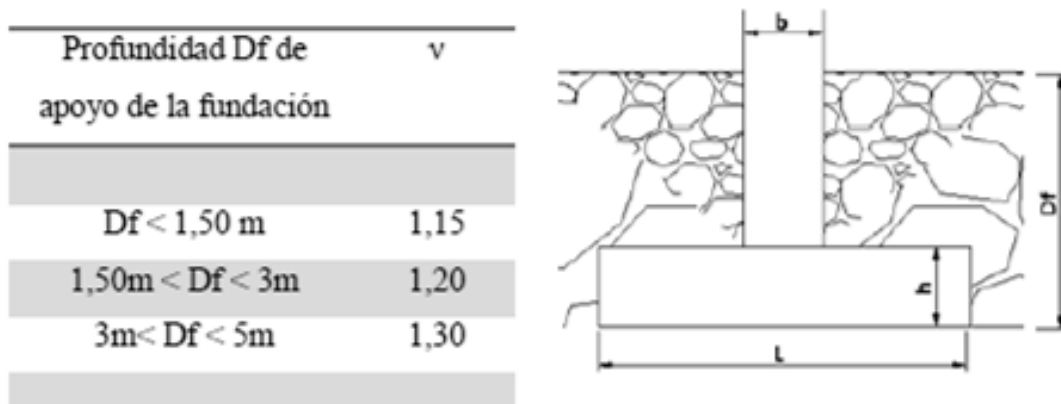 Profundidad Df de
ν
apoyo de la fundación
Df < 1,50 m 1,15
1,50m < Df < 3m 1,20
3m< Df < 5m 1,30
b
Df
h
L